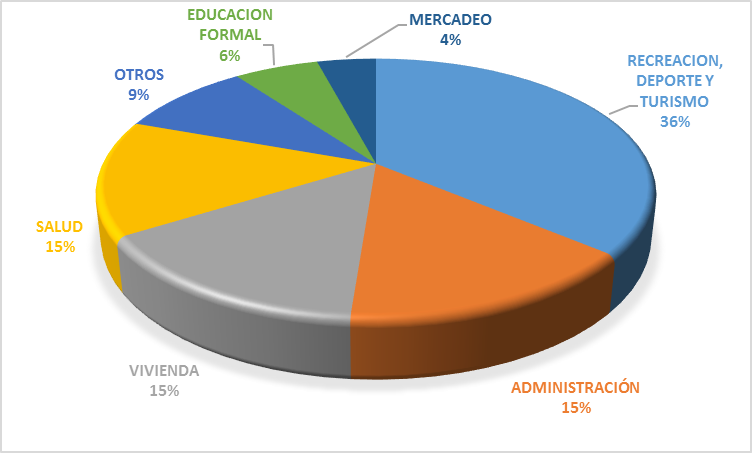 EDUCACION
FORMAL
6%
MERCADEO
4%
RECREACION,
DEPORTE Y
TURISMO
36%
OTROS
9%
SALUD
15%
VIVIENDA
15%
ADMINISTRACIÓN
15%